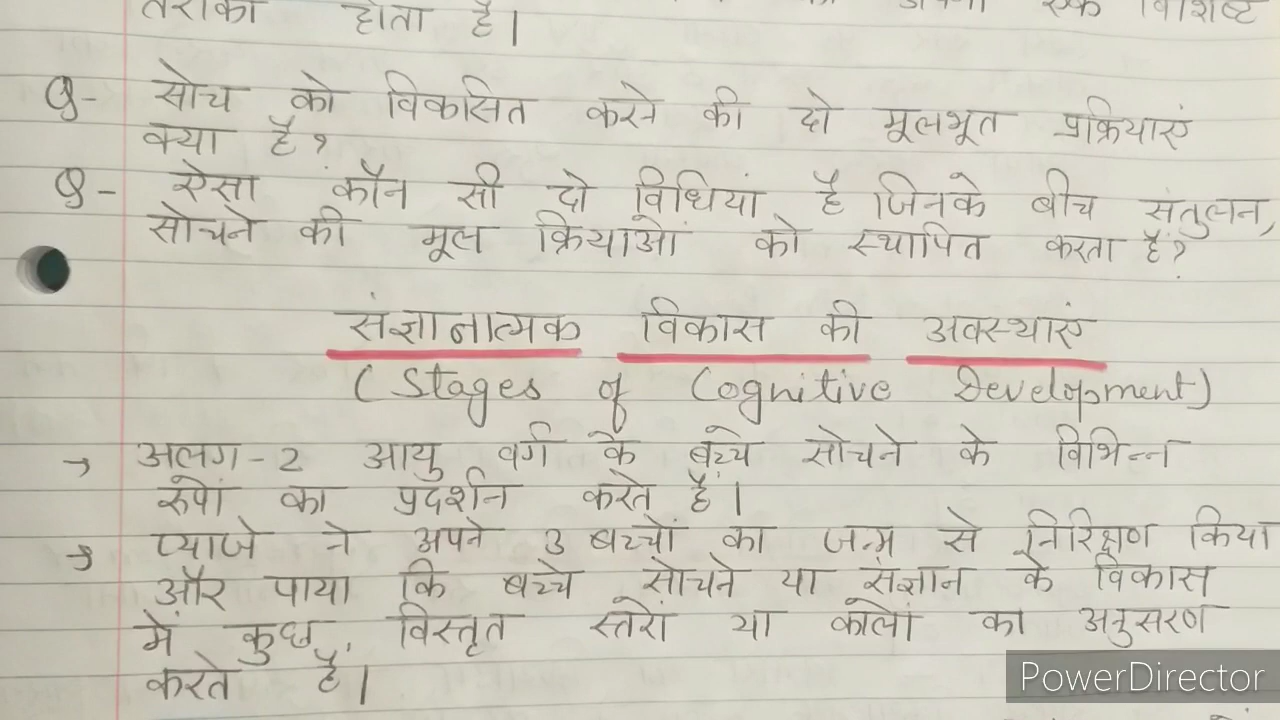 तरीका होता है। अपना एक विशिष्ट
Q- सोच को विकसित करने की दो मूलभूत प्रक्रियाएं
क्या है?
Q- ऐसा कौन सी दो विधियां है जिनके बीच संतुलन,
सोचने की मूल क्रियाओं को स्थापित करता है?
संज्ञानात्मक विकास की अवस्थाएं
(Stages of Cognitive Development)
→ अलग-2 आयु वर्ग के बच्चे सोचने के विभिन्न
रूपों का प्रदर्शन करते हैं।
→ प्याजे ने अपने 3 बच्चों का जन्म से निरिक्षण किया
और पाया कि बच्चे सोचने या संज्ञान के विकास
में कुछ, विस्तृत स्तरों या कालों का अनुसरण
करते हैं।
PowerDirector